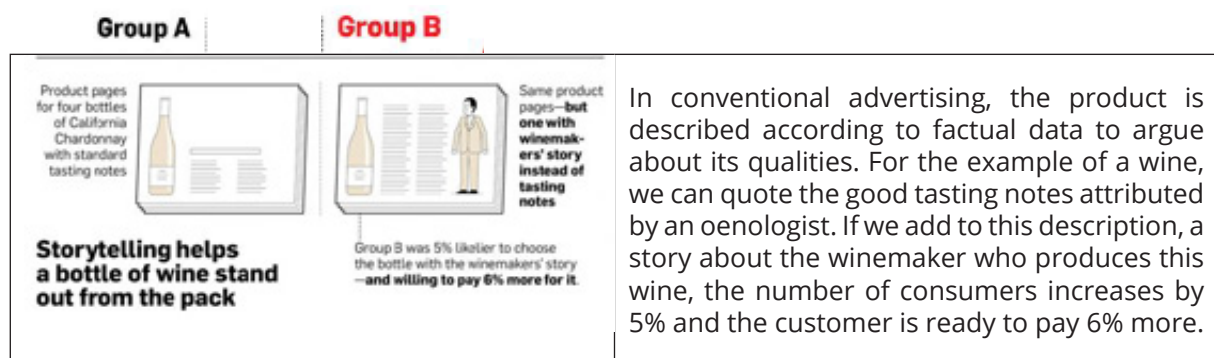 Group A
Group B
Product pages
for four bottles
of California
Chardonnay
with standard
tasting notes
Same product
pages—but
one with
winemak-
ers' story
instead of
tasting
notes
Storytelling helps
a bottle of wine stand
out from the pack
Group B was 5% likelier to choose
the bottle with the winemakers' story
—and willing to pay 6% more for it.
In conventional advertising, the product is
described according to factual data to argue
about its qualities. For the example of a wine,
we can quote the good tasting notes attributed
by an oenologist. If we add to this description, a
story about the winemaker who produces this
wine, the number of consumers increases by
5% and the customer is ready to pay 6% more.